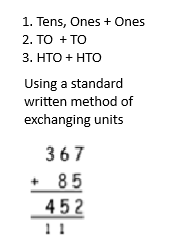 1. Tens, Ones + Ones
2. TO + TO
3. HTO + HTO
Using a standard
written method of
exchanging units
367
+ 85
452
1 1